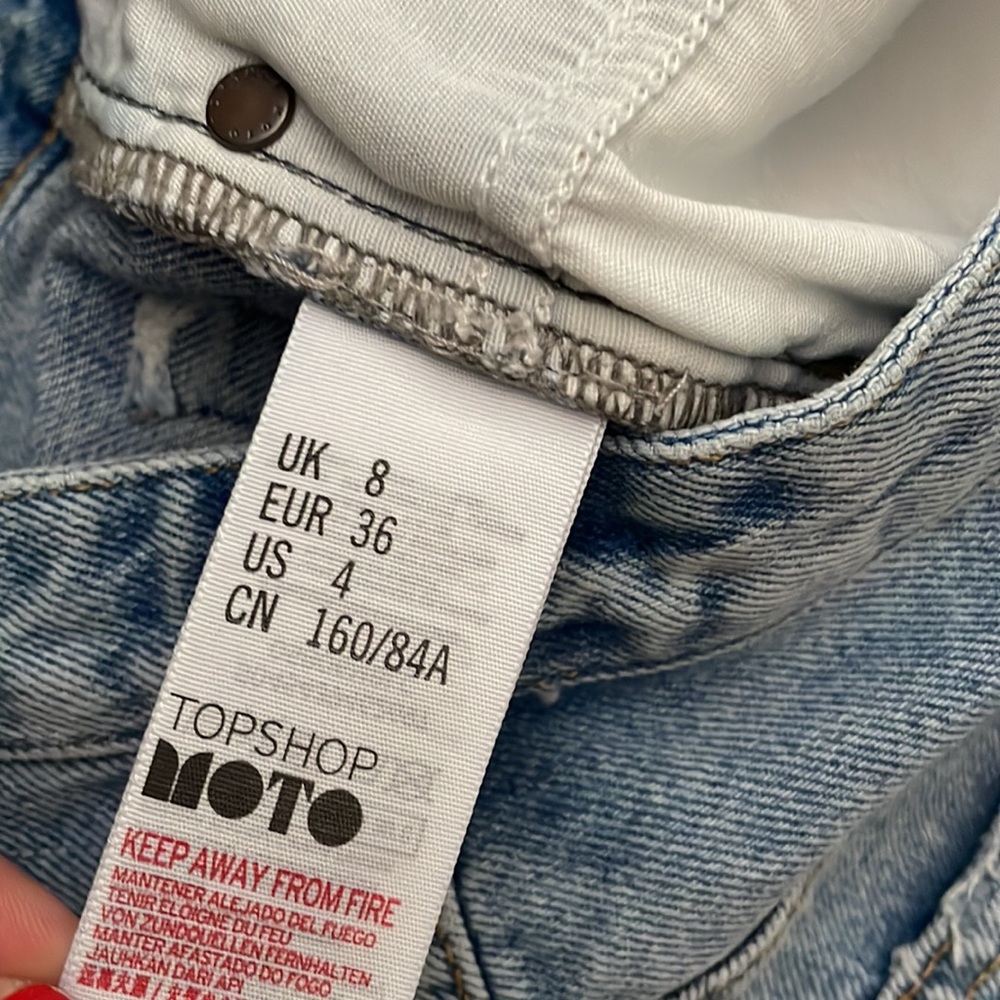 UK 8
EUR 36
US 4
CN 160/84A
TOPSHOP
MOTO
KEEP AWAY FROM FIRE
MANTENER ALEJADO DEL FUEGO
TENIR ELOIGNE DU FEU
VON ZUNDQUELLEN FERNHALTEN
MANTER AFASTADO DO FOGO
JAUHKAN DARI API